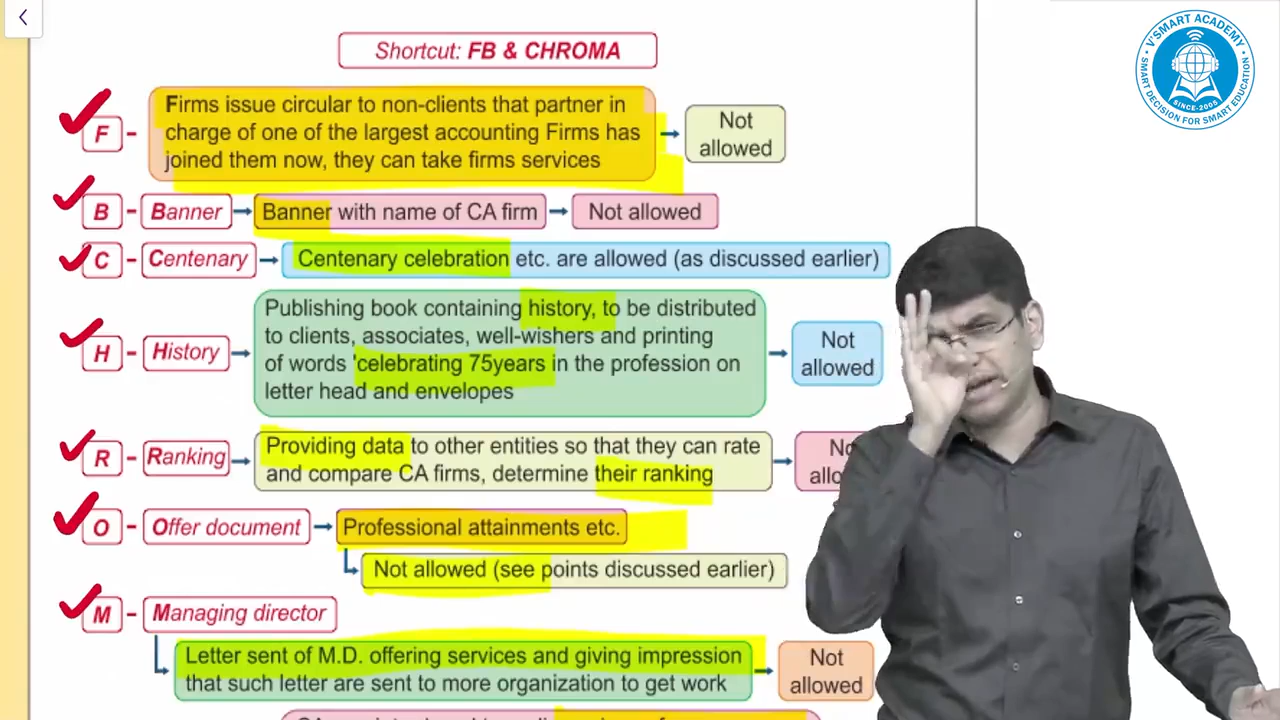 Shortcut: FB & CHROMA
V'SMART ACADEMY
SINCE-2005
SMART DECISION FOR SMART EDUCATION
F - Firms issue circular to non-clients that partner in
charge of one of the largest accounting Firms has
joined them now, they can take firms services
Not
allowed
B - Banner Banner with name of CA firm Not allowed
C - Centenary Centenary celebration etc. are allowed (as discussed earlier)
H - History
Publishing book containing history, to be distributed
to clients, associates, well-wishers and printing
of words 'celebrating 75years in the profession on
letter head and envelopes
Not
allowed
R - Ranking
Providing data to other entities so that they can rate
and compare CA firms, determine their ranking
O - Offer document Professional attainments etc.
Not allowed (see points discussed earlier)
M - Managing director
Letter sent of M.D. offering services and giving impression
that such letter are sent to more organization to get work
Not
allowed